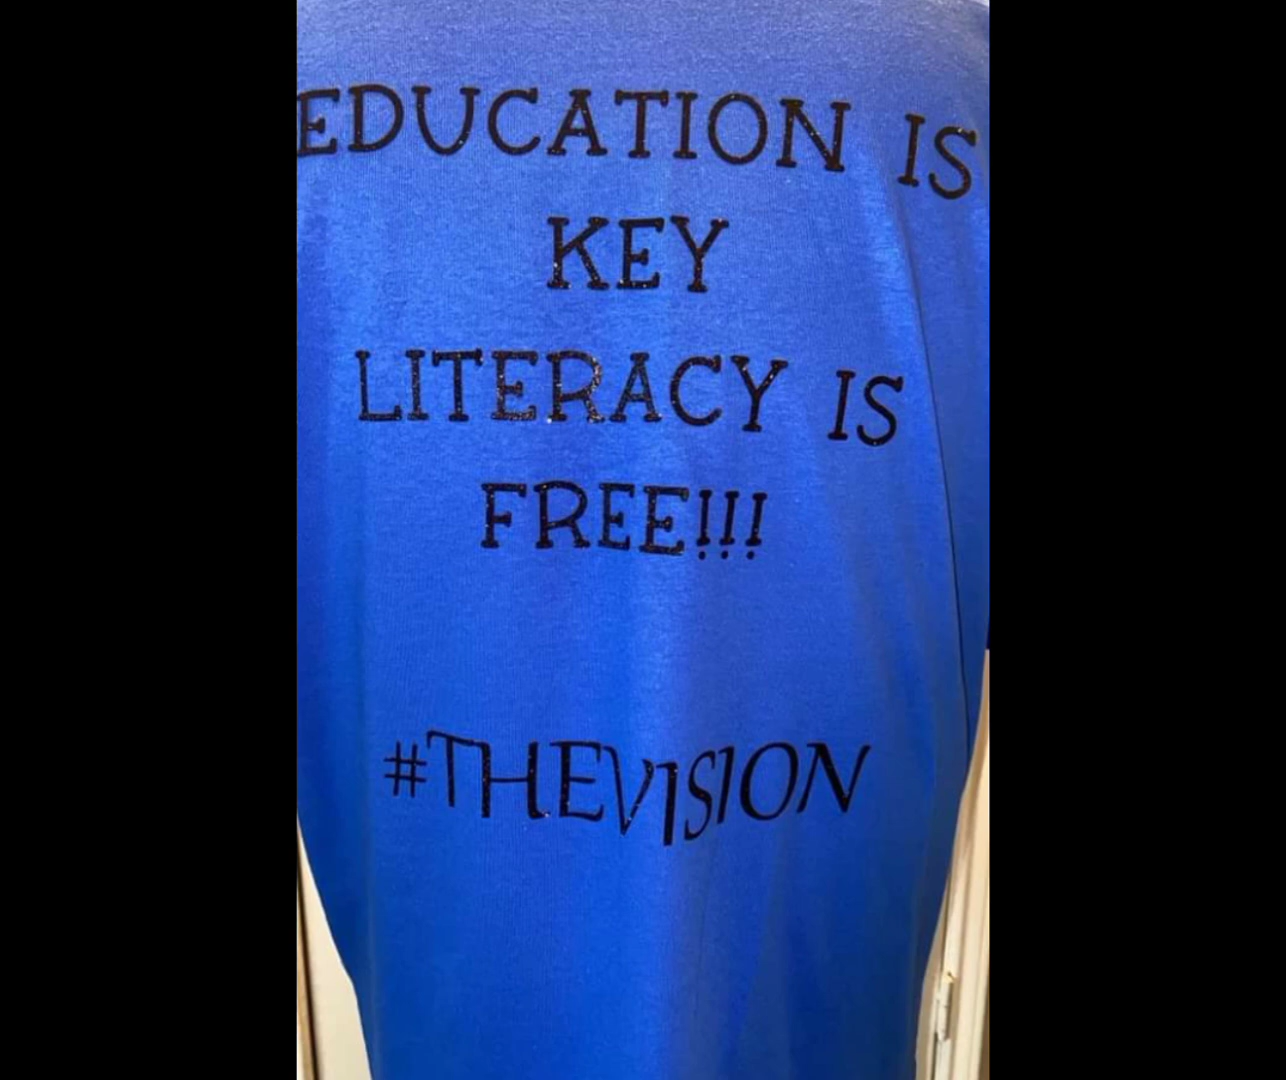 EDUCATION IS
KEY
LITERACY IS
FREE!!!
#THEVISION